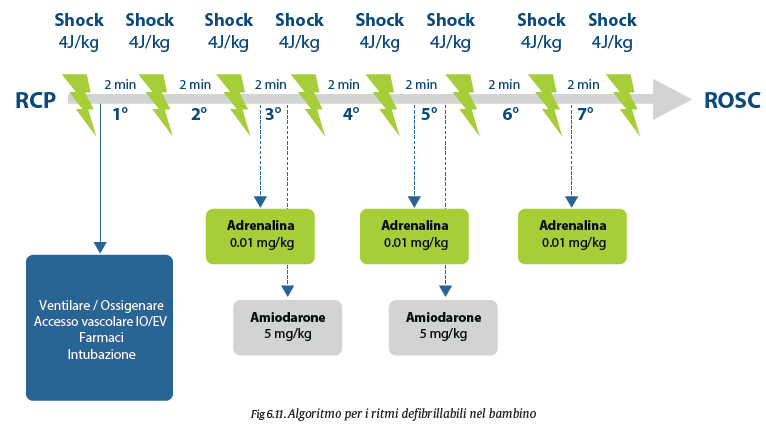 Shock Shock Shock Shock Shock Shock Shock Shock
4J/kg 4J/kg 4J/kg 4J/kg 4J/kg 4J/kg 4J/kg 4J/kg
2 min 2 min 2 min 2 min 2 min 2 min 2 min
RCP ROSC
1° 2° 3° 4° 5° 6° 7°
Adrenalina Adrenalina Adrenalina
0.01 mg/kg 0.01 mg/kg 0.01 mg/kg
Ventilare / Ossigenare
Accesso vascolare IO/EV
Farmaci
Intubazione
Amiodarone Amiodarone
5 mg/kg 5 mg/kg
Fig 6.11. Algoritmo per i ritmi defibrillabili nel bambino